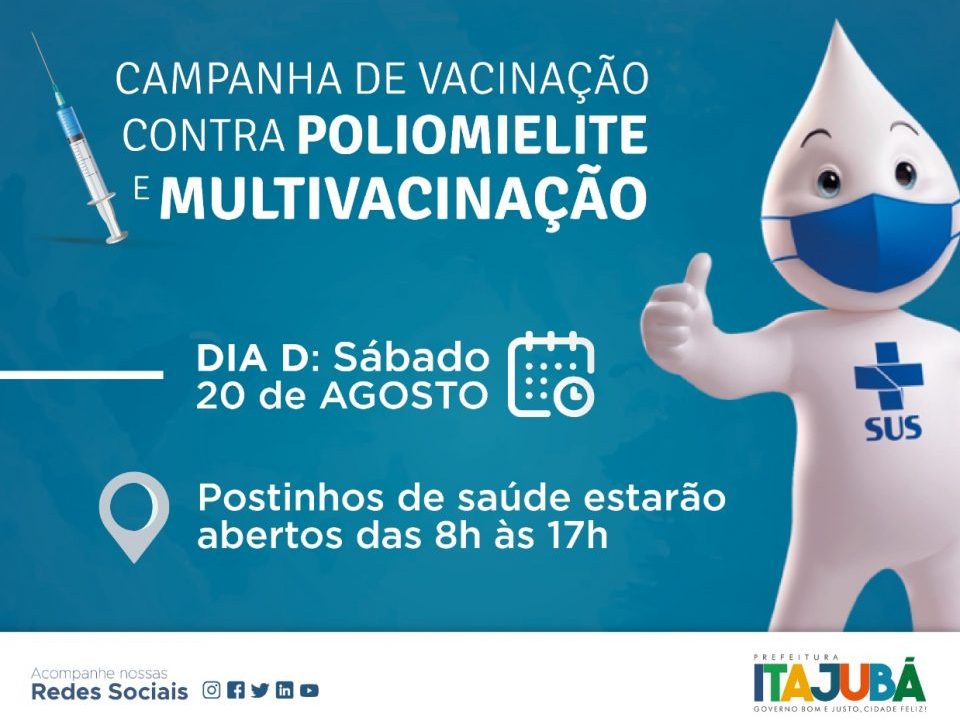 CAMPANHA DE VACINAÇÃO
CONTRA POLIOMIELITE
E MULTIVACINAÇÃO
DIA D: Sábado
20 de AGOSTO
Postinhos de saúde estarão
abertos das 8h às 17h
SUS
Acompanhe nossas
Redes Sociais
PREFEITURA
ITAJUBÁ
GOVERNO BOM E JUSTO, CIDADE FELIZ!